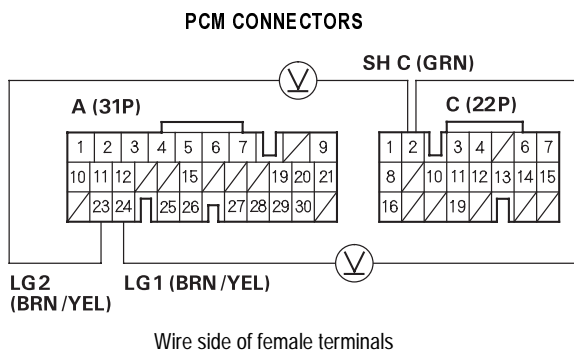 PCM CONNECTORS
SH C (GRN)
A (31P)
C (22P)
V
1 2 3 4 5 6 7 9
10 11 12 15 19 20 21
23 24 25 26 27 28 29 30
1 2 3 4 6 7
8 10 11 12 13 14 15
16 19
V
LG2
(BRN/YEL)
LG1 (BRN/YEL)
Wire side of female terminals